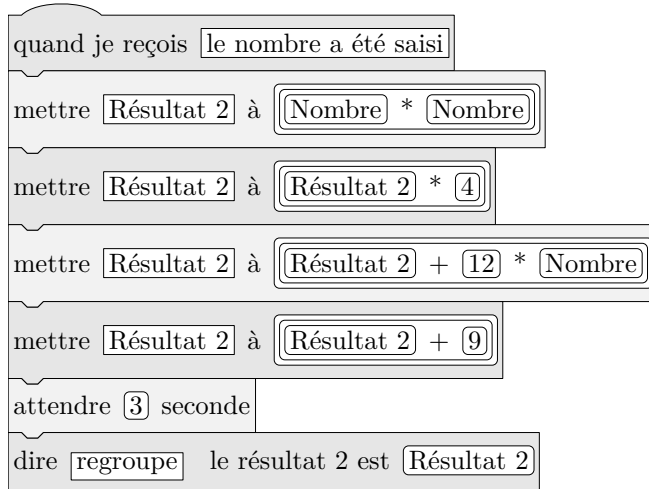 quand je reçois le nombre a été saisi
mettre Résultat 2 à Nombre * Nombre
mettre Résultat 2 à Résultat 2 * 4
mettre Résultat 2 à Résultat 2 + 12 * Nombre
mettre Résultat 2 à Résultat 2 + 9
attendre 3 seconde
dire regroupe le résultat 2 est Résultat 2